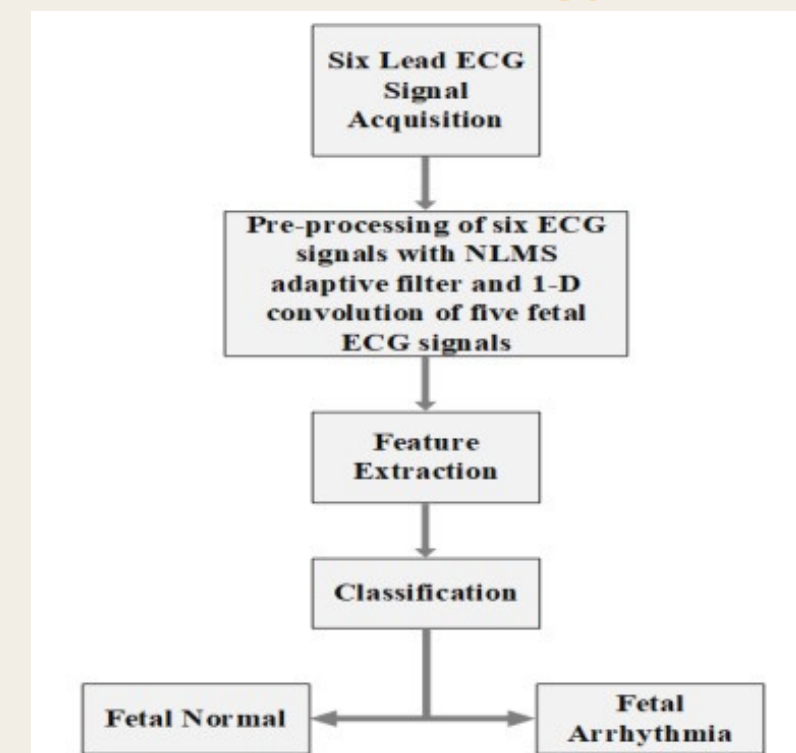 Six Lead ECG
Signal
Acquisition
Pre-processing of six ECG
signals with NLMS
adaptive filter and 1-D
convolution of five fetal
ECG signals
Feature
Extraction
Classification
Fetal Normal
Fetal
Arrhythmia